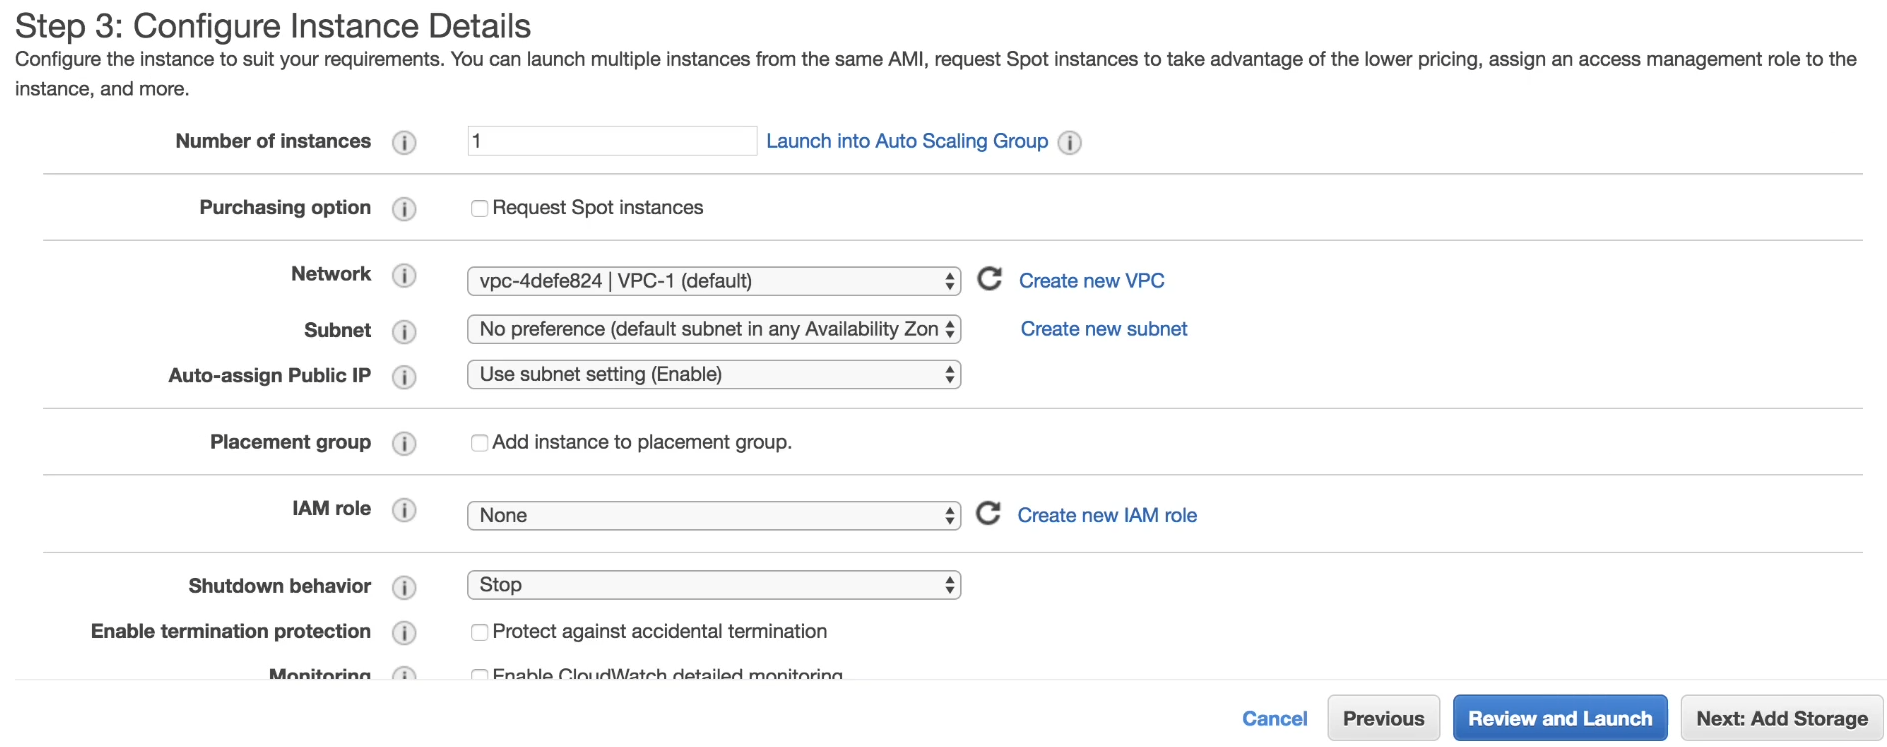 Step 3: Configure Instance Details
Configure the instance to suit your requirements. You can launch multiple instances from the same AMI, request Spot instances to take advantage of the lower pricing, assign an access management role to the
instance, and more.
Number of instances 1 Launch into Auto Scaling Group
Purchasing option Request Spot instances
Network vpc-4defe824 | VPC-1 (default) Create new VPC
Subnet No preference (default subnet in any Availability Zon Create new subnet
Auto-assign Public IP Use subnet setting (Enable)
Placement group Add instance to placement group.
IAM role None Create new IAM role
Shutdown behavior Stop
Enable termination protection Protect against accidental termination
Monitoring Enable CloudWatch detailed monitoring
Cancel Previous Review and Launch Next: Add Storage